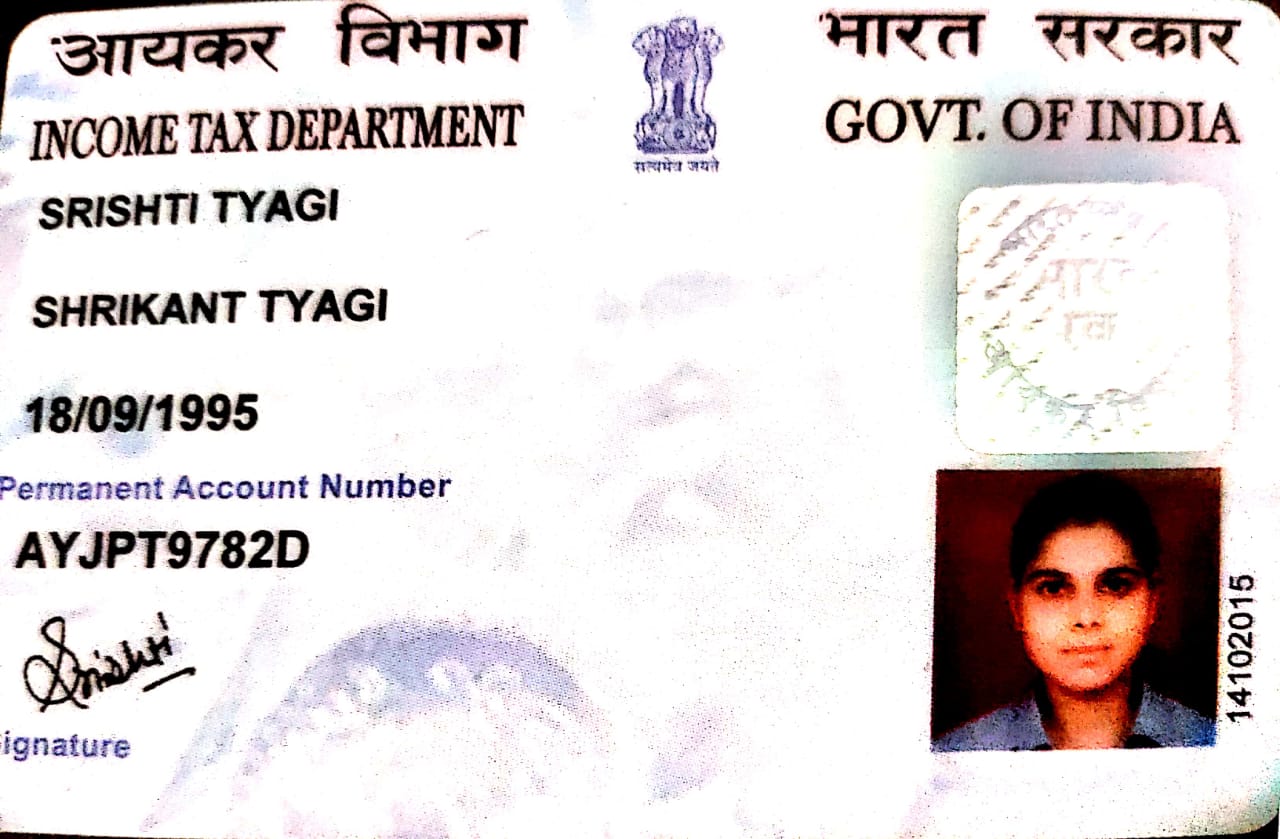 आयकर विभाग
भारत सरकार
INCOME TAX DEPARTMENT
GOVT. OF INDIA
सत्यमेव जयते
SRISHTI TYAGI
SHRIKANT TYAGI
18/09/1995
Permanent Account Number
AYJPT9782D
Srishti
ignature
14102015
भारत